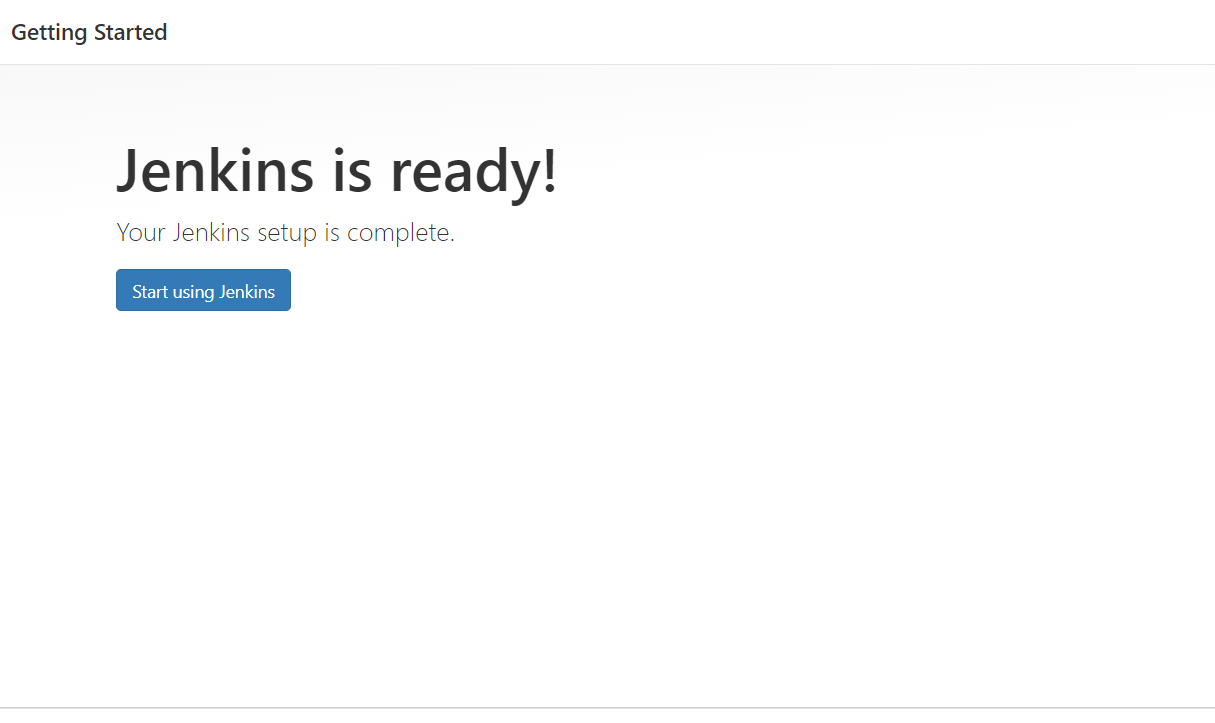 Getting Started
Jenkins is ready!
Your Jenkins setup is complete.
Start using Jenkins